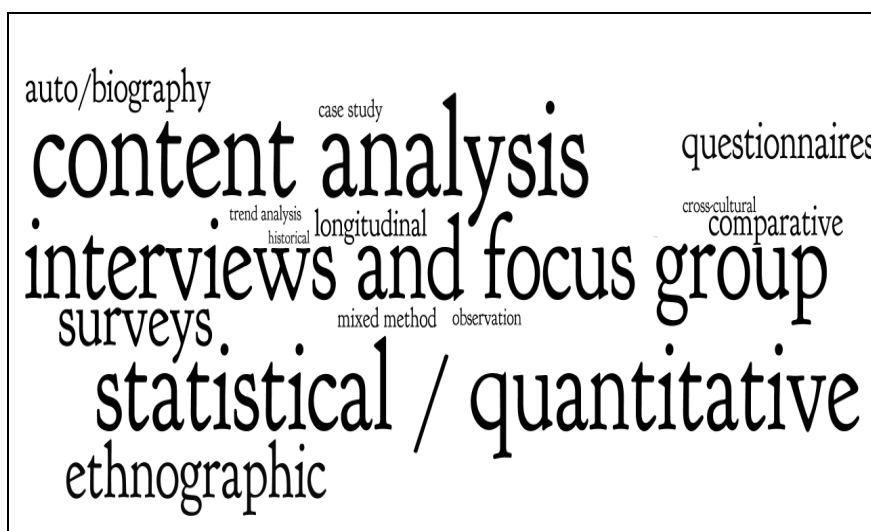 auto/biography
case study
content analysis
questionnaires
trend analysis
longitudinal
cross-cultural
comparative
historical
interviews and focus group
surveys
mixed method
observation
statistical / quantitative
ethnographic